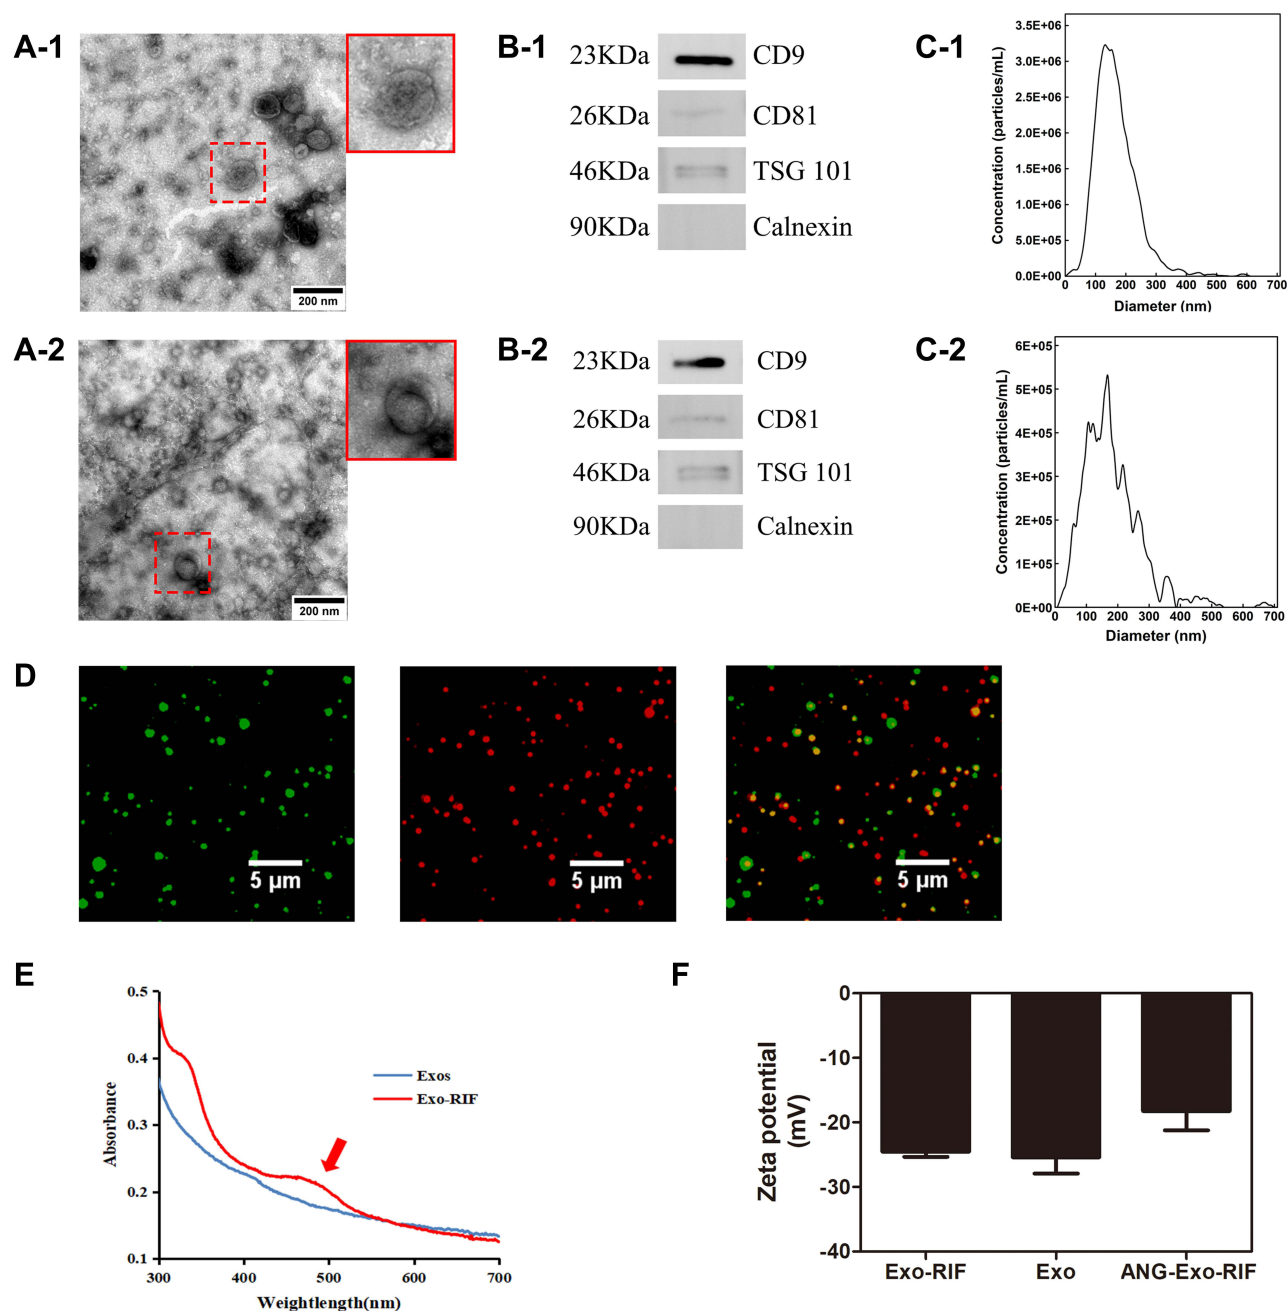 A-1
200 nm
B-1
23KDa CD9
26KDa CD81
46KDa TSG 101
90KDa Calnexin
C-1
Concentration (particles/mL)
3.5E+06
3.0E+06
2.5E+06
2.0E+06
1.5E+06
1.0E+06
5.0E+05
0.0E+00
0 100 200 300 400 500 600 700
Diameter (nm)
A-2
200 nm
B-2
23KDa CD9
26KDa CD81
46KDa TSG 101
90KDa Calnexin
C-2
Concentration (particles/mL)
6E+05
5E+05
4E+05
3E+05
2E+05
1E+05
0E+00
0 100 200 300 400 500 600 700
Diameter (nm)
D
5 μm
5 μm
5 μm
E
Absorbance
0.5
0.4
0.3
0.2
0.1
Exos
Exo-RIF
300 400 500 600 700
Weightlength(nm)
F
Zeta potential
(mV)
0
-10
-20
-30
-40
Exo-RIF Exo ANG-Exo-RIF